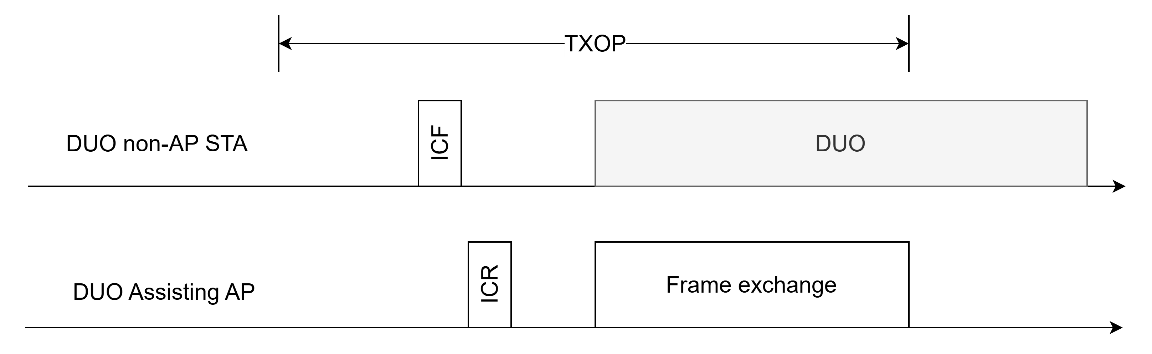 TXOP
DUO non-AP STA
ICF
DUO
DUO Assisting AP
ICR
Frame exchange